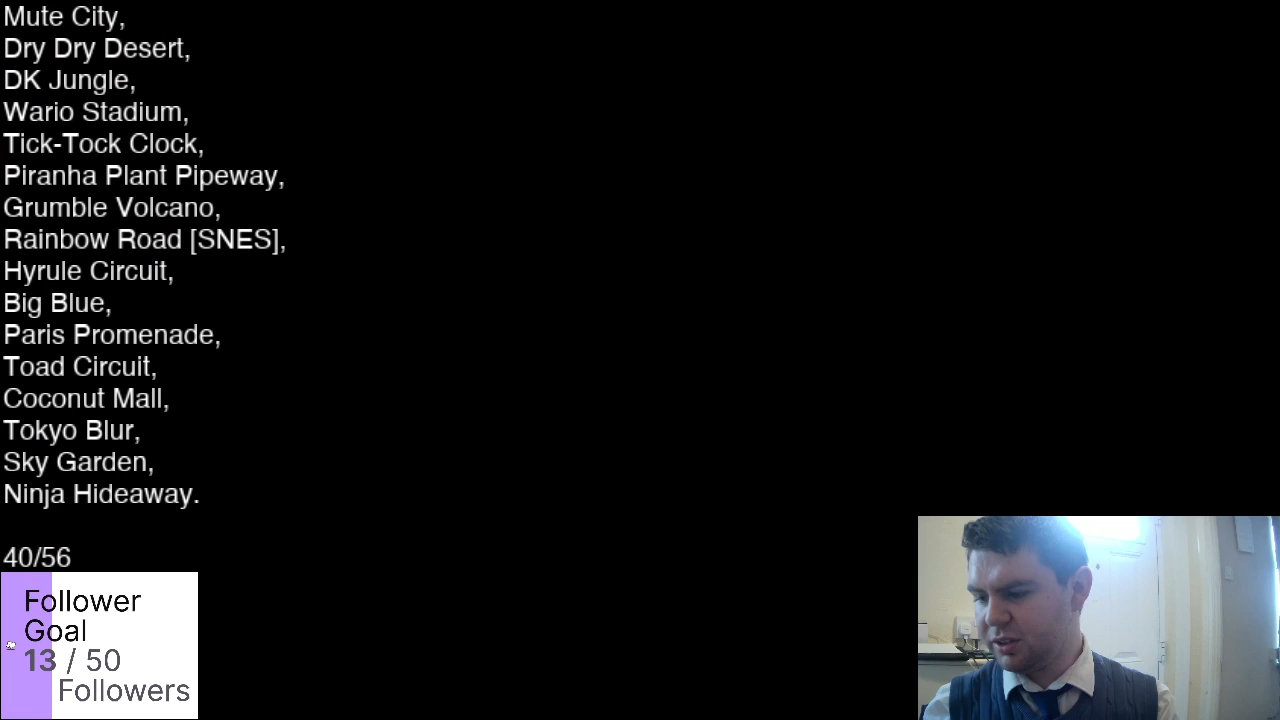 Mute City,
Dry Dry Desert,
DK Jungle,
Wario Stadium,
Tick-Tock Clock,
Piranha Plant Pipeway,
Grumble Volcano,
Rainbow Road [SNES],
Hyrule Circuit,
Big Blue,
Paris Promenade,
Toad Circuit,
Coconut Mall,
Tokyo Blur,
Sky Garden,
Ninja Hideaway.
40/56
Follower
Goal
13 / 50
Followers